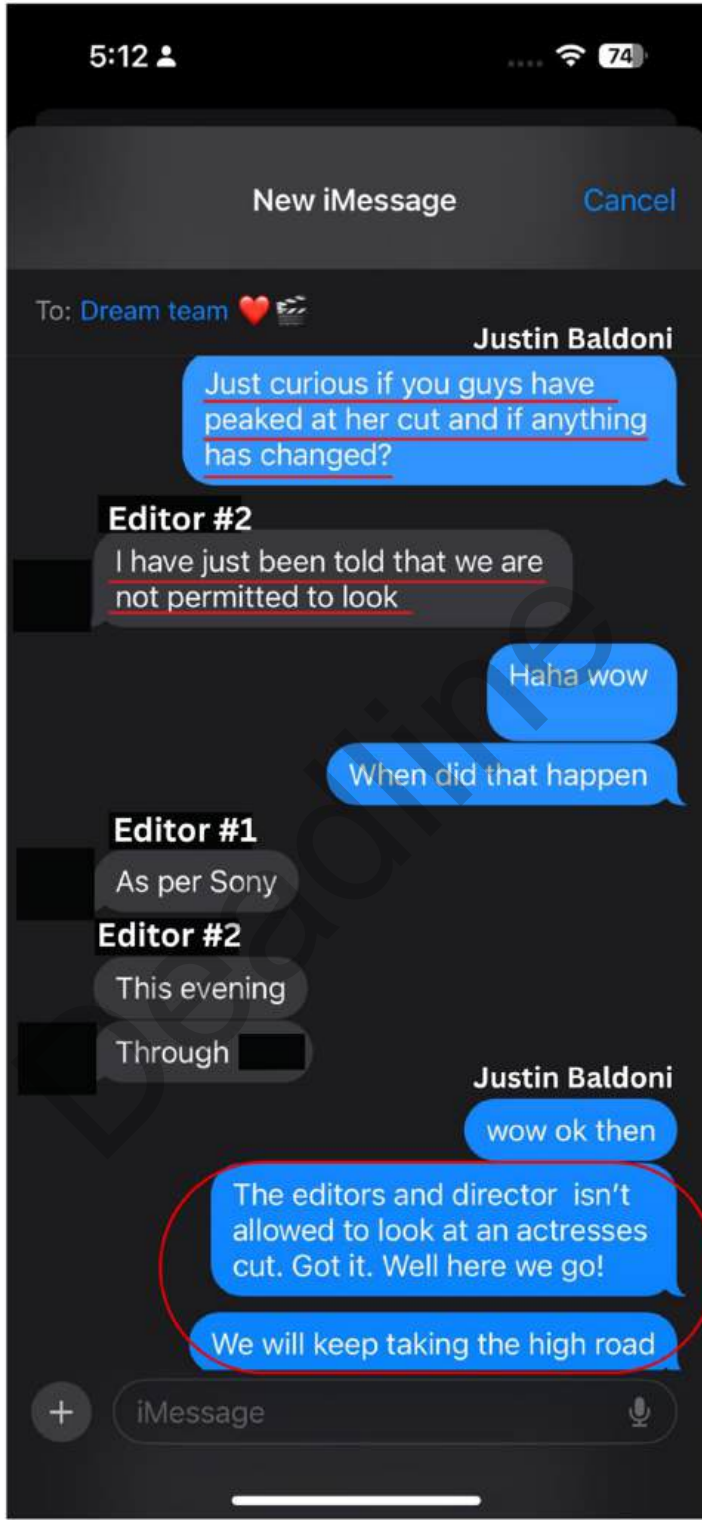 5:12
74
New iMessage
Cancel
To: Dream team ❤️🎬
Justin Baldoni
Just curious if you guys have
peaked at her cut and if anything
has changed?
Editor #2
I have just been told that we are
not permitted to look
Haha wow
When did that happen
Editor #1
As per Sony
Editor #2
This evening
Through
Justin Baldoni
wow ok then
The editors and director  isn't
allowed to look at an actresses
cut. Got it. Well here we go!
We will keep taking the high road
iMessage
Deadline